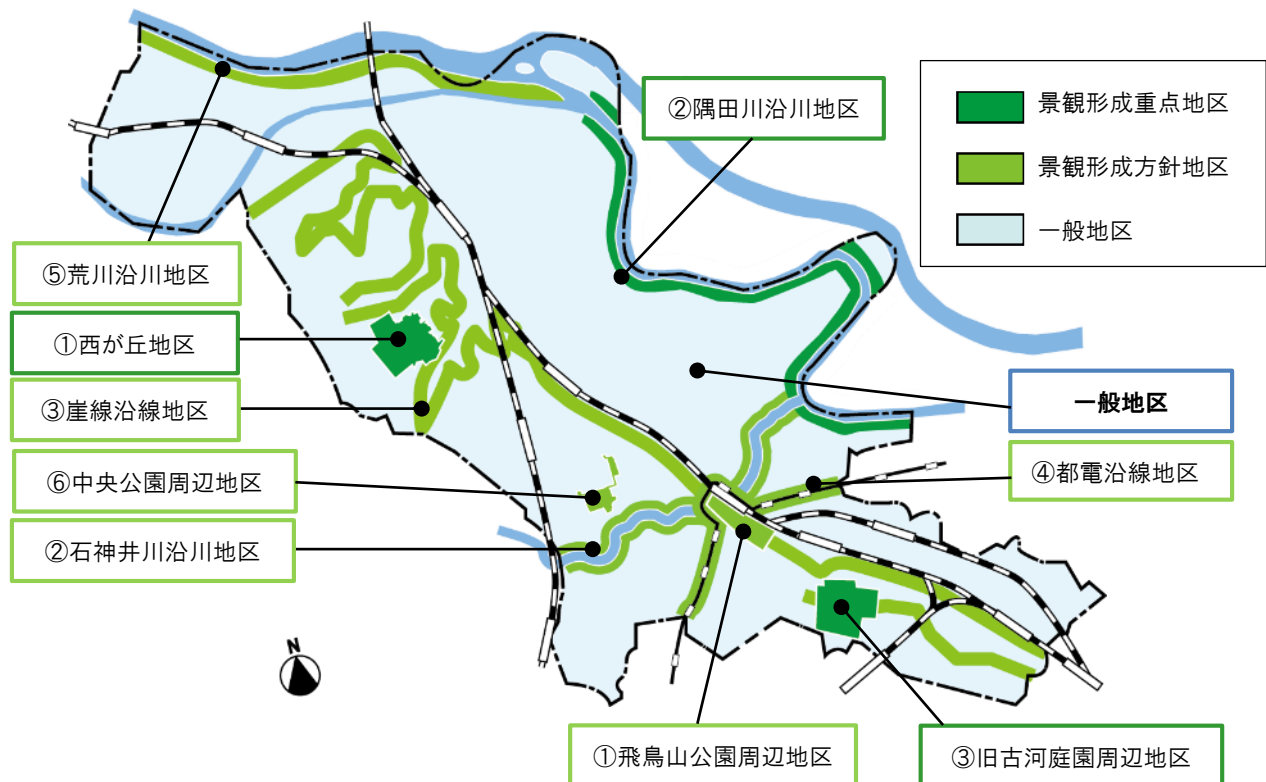 ②隅田川沿川地区
景観形成重点地区
景観形成方針地区
一般地区
⑤荒川沿川地区
①西が丘地区
③崖線沿線地区
一般地区
⑥中央公園周辺地区
④都電沿線地区
②石神井川沿川地区
N
①飛鳥山公園周辺地区
③旧古河庭園周辺地区